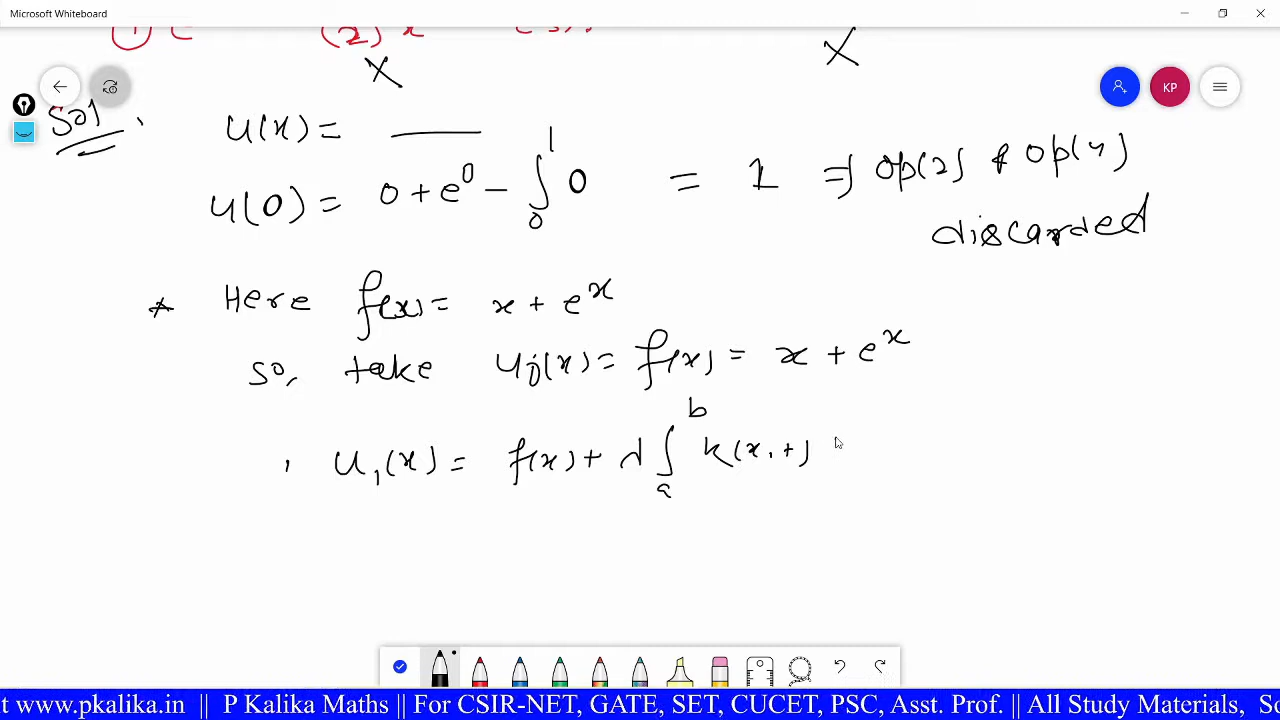 Microsoft Whiteboard
(2) x
X X
KP
Sol. u(x) = ———
u(0) = 0 + e^0 - ∫_0^1 0 = 1 ⇒ op(2) & op(4)
discarded
* Here f(x) = x + e^x
So, take u_0(x) = f(x) = x + e^x
, u_1(x) = f(x) + λ ∫_a^b k(x,t)
t www.pkalika.in || P Kalika Maths || For CSIR-NET, GATE, SET, CUCET, PSC, Asst. Prof. || All Study Materials,